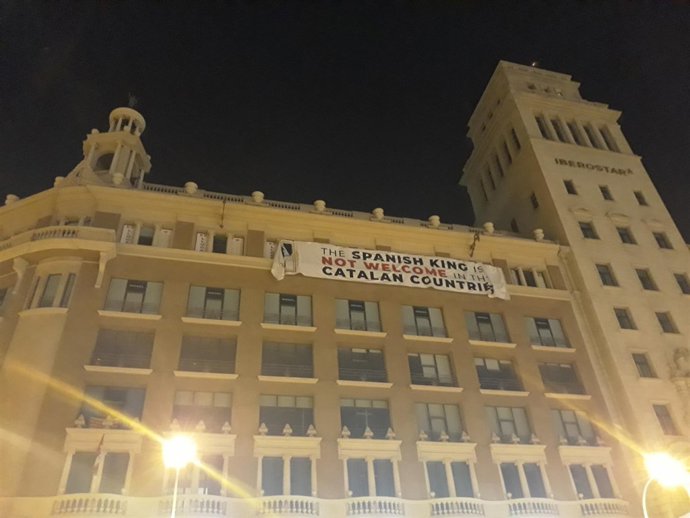 THE SPANISH KING IS
NOT WELCOME IN THE
CATALAN COUNTRIES
IBEROSTAR